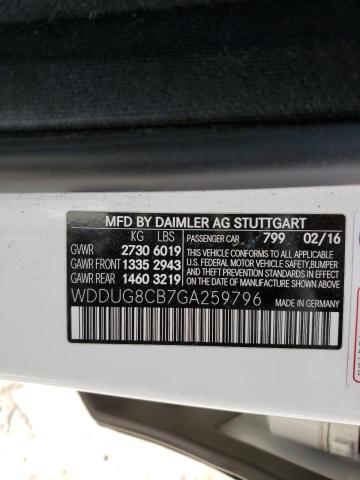 MFD BY DAIMLER AG STUTTGART
KG LBS PASSENGER CAR 799 02/16
GVWR 2730 6019 THIS VEHICLE CONFORMS TO ALL
GAWR FRONT 1335 2943 APPLICABLE U.S. FEDERAL MOTOR
GAWR REAR 1460 3219 VEHICLE SAFETY, BUMPER,
AND THEFT PREVENTION STANDARDS IN EFFECT ON THE DATE OF
MANUFACTURE SHOWN ABOVE.
WDDUG8CB7GA259796 MADE IN GERMANY